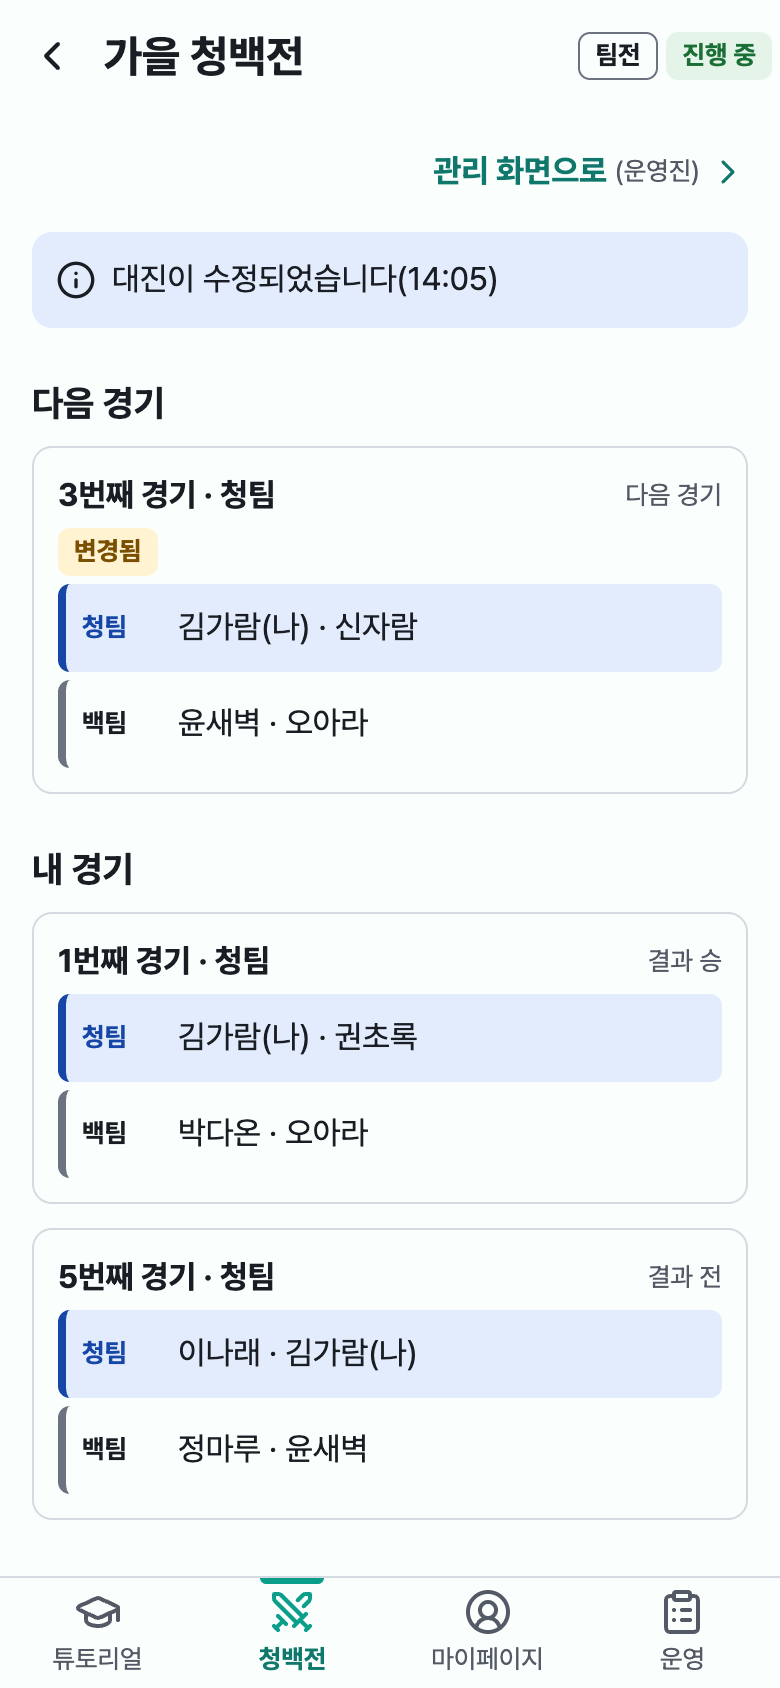 가을 청백전 팀전 진행 중
관리 화면으로 (운영진)
대진이 수정되었습니다(14:05)
다음 경기
3번째 경기 · 청팀 다음 경기
변경됨
청팀 김가람(나) · 신자람
백팀 윤새벽 · 오아라
내 경기
1번째 경기 · 청팀 결과 승
청팀 김가람(나) · 권초록
백팀 박다온 · 오아라
5번째 경기 · 청팀 결과 전
청팀 이나래 · 김가람(나)
백팀 정마루 · 윤새벽
튜토리얼 청백전 마이페이지 운영